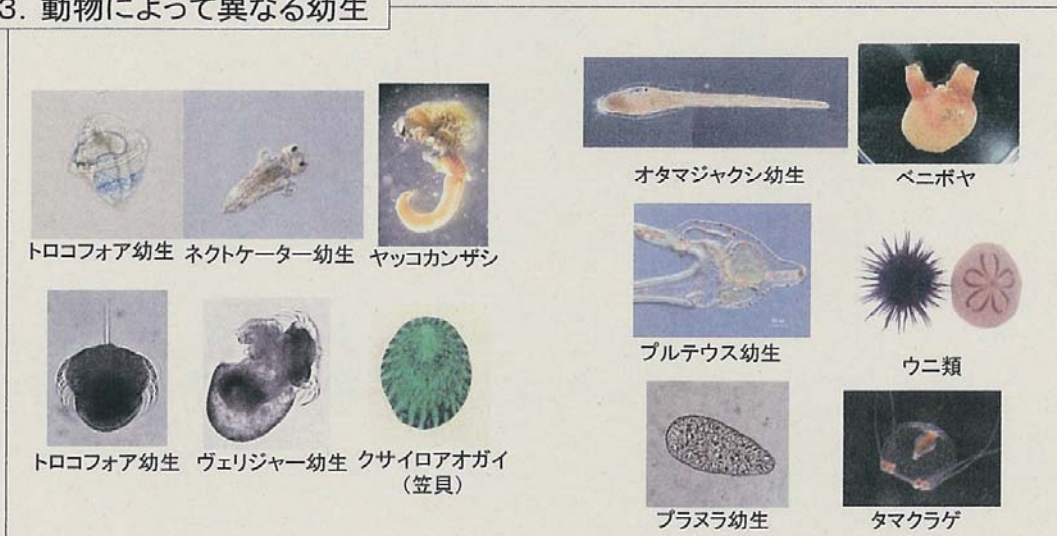 3. 動物によって異なる幼生
トロコフォア幼生 ネクトケーター幼生 ヤッコカンザシ
トロコフォア幼生 ヴェリジャー幼生 クサイロアオガイ
(笠貝)
オタマジャクシ幼生 ベニボヤ
プルテウス幼生 ウニ類
プラヌラ幼生 タマクラゲ